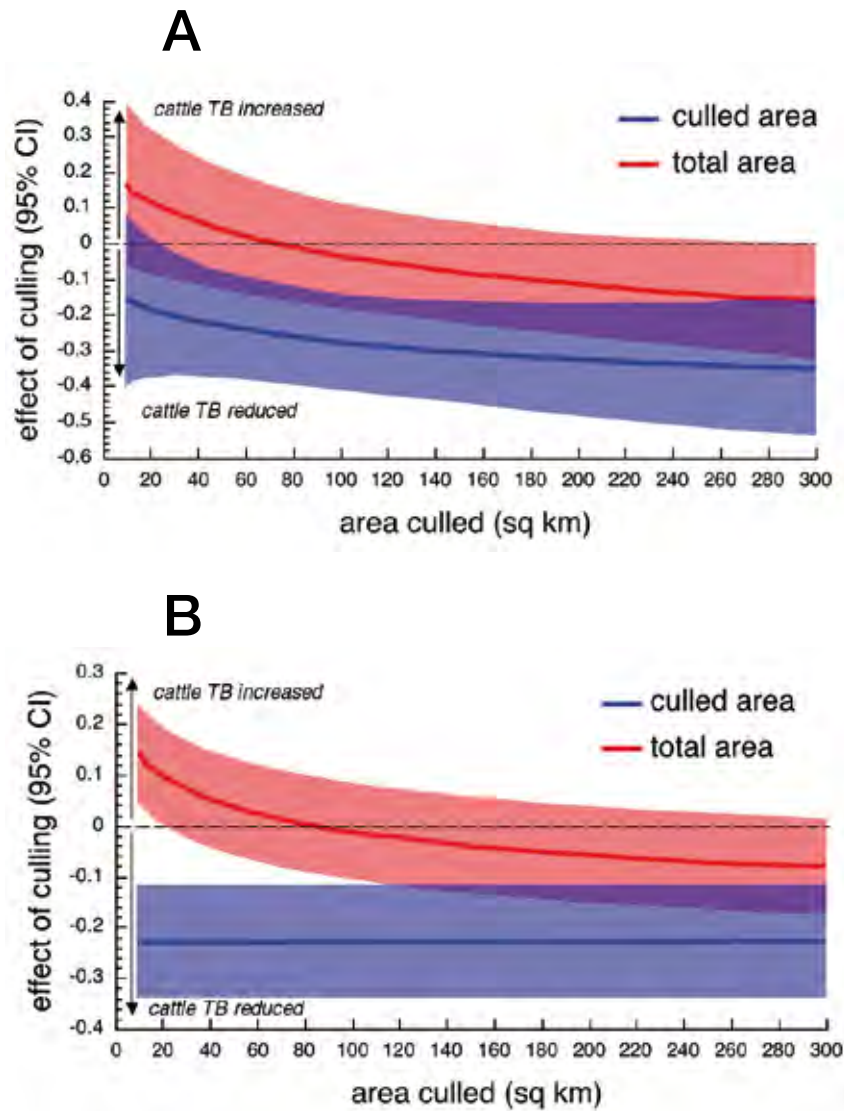 A
effect of culling (95% CI)
0.4
0.3
0.2
0.1
0
-0.1
-0.2
-0.3
-0.4
-0.5
-0.6
cattle TB increased
culled area
total area
cattle TB reduced
0 20 40 60 80 100 120 140 160 180 200 220 240 260 280 300
area culled (sq km)
B
effect of culling (95% CI)
0.3
0.2
0.1
0
-0.1
-0.2
-0.3
-0.4
cattle TB increased
culled area
total area
cattle TB reduced
0 20 40 60 80 100 120 140 160 180 200 220 240 260 280 300
area culled (sq km)